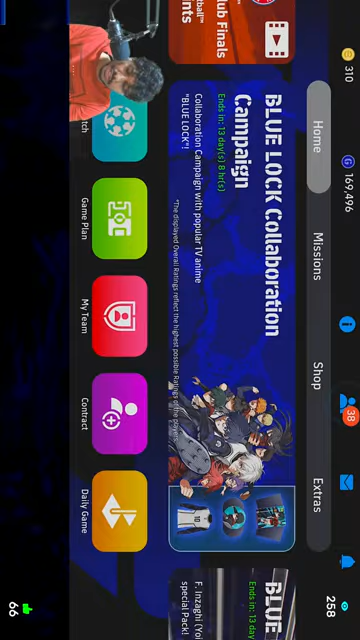 310
169,496
38
258
Home
Missions
Shop
Extras
ub Finals
ball™
nts
BLUE LOCK Collaboration
Campaign
Ends in: 13 day(s) 8 hr(s)
Collaboration Campaign with popular TV anime
"BLUE LOCK"!
*The displayed Overall Ratings reflect the highest possible Ratings of the players.
BLUE
Ends in: 13 day
F. Inzaghi (Yoi
special Pack!
tch
Game Plan
My Team
Contract
Daily Game
66